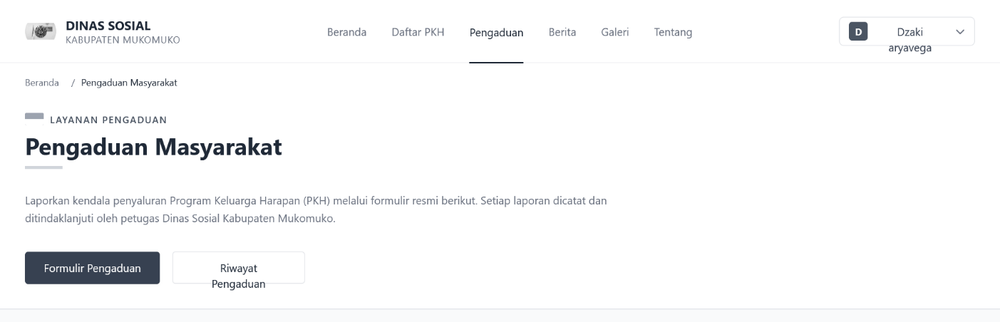 DINAS SOSIAL
KABUPATEN MUKOMUKO
Beranda
Daftar PKH
Pengaduan
Berita
Galeri
Tentang
D
Dzaki
aryavega
Beranda / Pengaduan Masyarakat
LAYANAN PENGADUAN
Pengaduan Masyarakat
Laporkan kendala penyaluran Program Keluarga Harapan (PKH) melalui formulir resmi berikut. Setiap laporan dicatat dan
ditindaklanjuti oleh petugas Dinas Sosial Kabupaten Mukomuko.
Formulir Pengaduan
Riwayat
Pengaduan